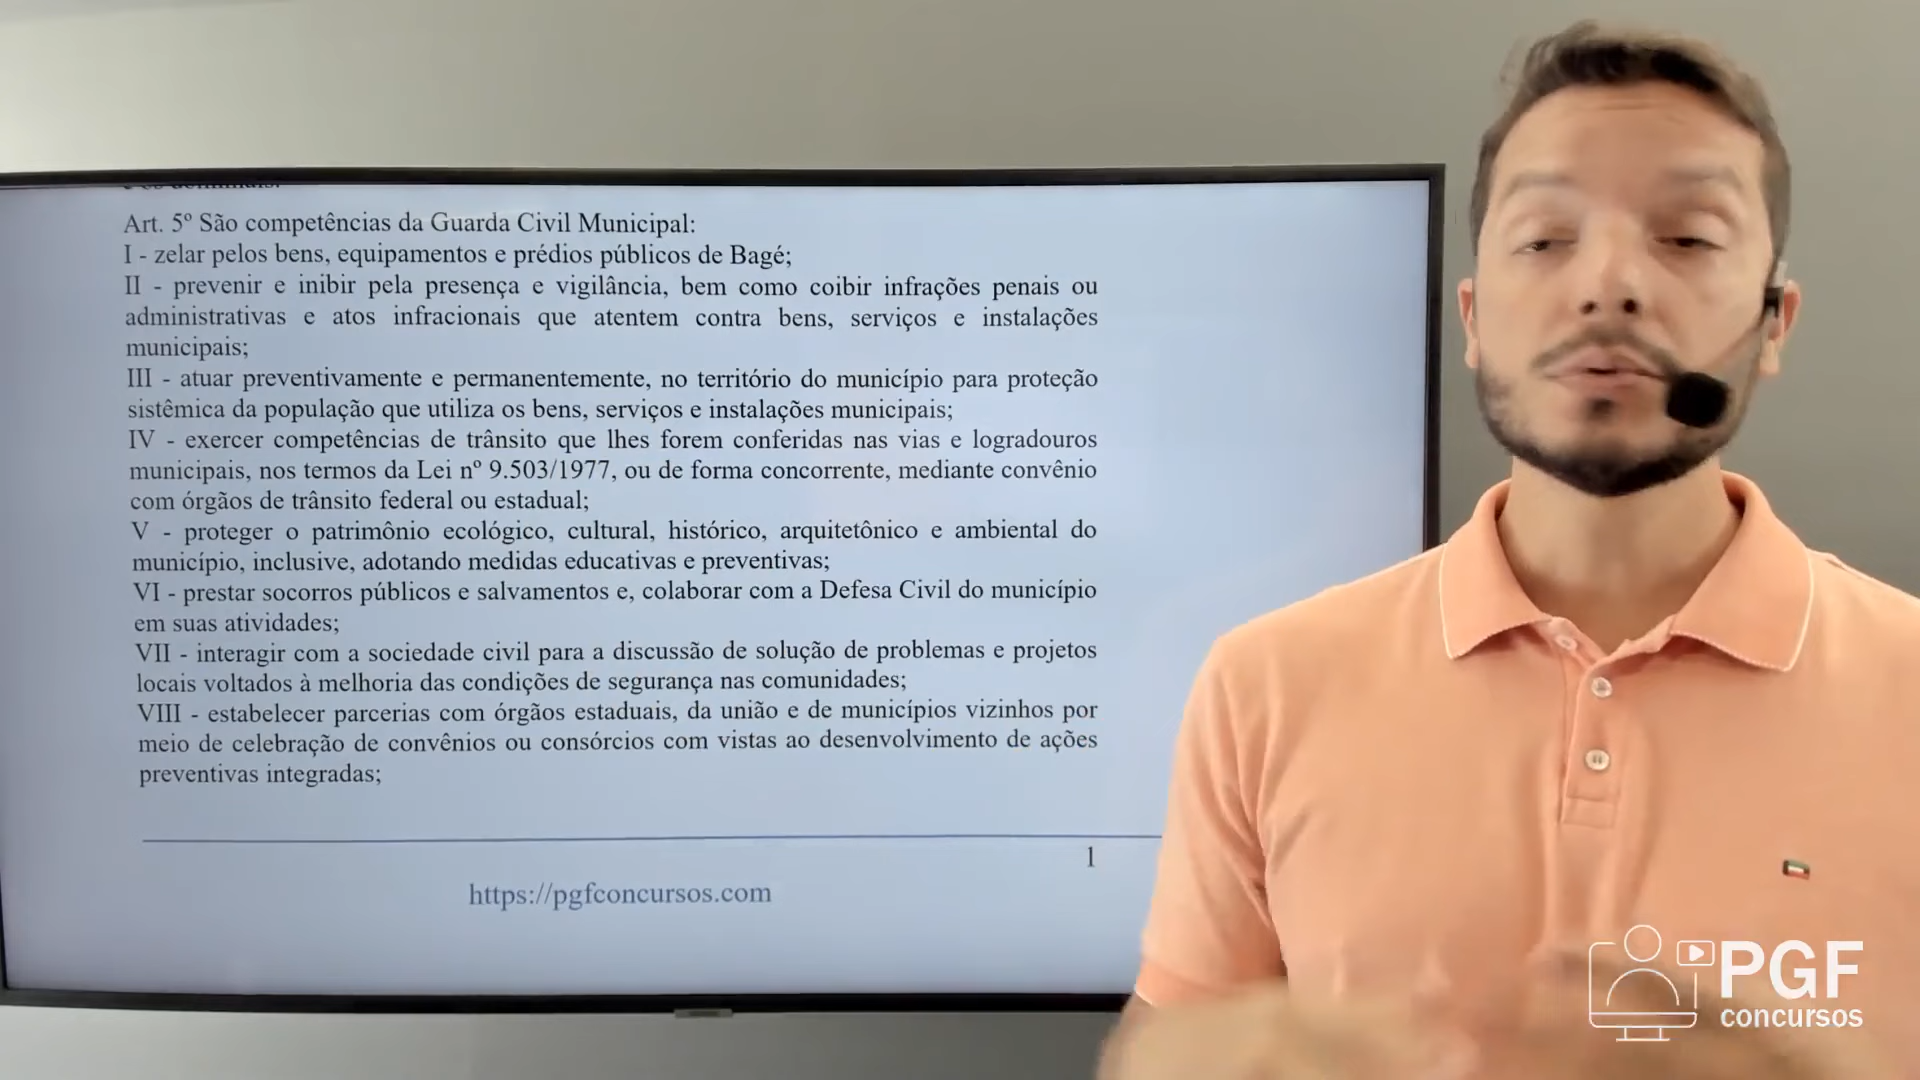 Art. 5º São competências da Guarda Civil Municipal:
I - zelar pelos bens, equipamentos e prédios públicos de Bagé;
II - prevenir e inibir pela presença e vigilância, bem como coibir infrações penais ou
administrativas e atos infracionais que atentem contra bens, serviços e instalações
municipais;
III - atuar preventivamente e permanentemente, no território do município para proteção
sistêmica da população que utiliza os bens, serviços e instalações municipais;
IV - exercer competências de trânsito que lhes forem conferidas nas vias e logradouros
municipais, nos termos da Lei nº 9.503/1977, ou de forma concorrente, mediante convênio
com órgãos de trânsito federal ou estadual;
V - proteger o patrimônio ecológico, cultural, histórico, arquitetônico e ambiental do
município, inclusive, adotando medidas educativas e preventivas;
VI - prestar socorros públicos e salvamentos e, colaborar com a Defesa Civil do município
em suas atividades;
VII - interagir com a sociedade civil para a discussão de solução de problemas e projetos
locais voltados à melhoria das condições de segurança nas comunidades;
VIII - estabelecer parcerias com órgãos estaduais, da união e de municípios vizinhos por
meio de celebração de convênios ou consórcios com vistas ao desenvolvimento de ações
preventivas integradas;
1
https://pgfconcursos.com
PGF
concursos